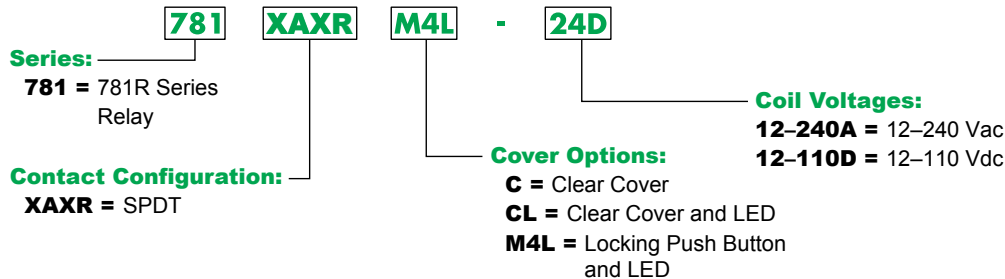 781 XAXR M4L - 24D
Series:
781 = 781R Series
Relay
Contact Configuration:
XAXR = SPDT
Cover Options:
C = Clear Cover
CL = Clear Cover and LED
M4L = Locking Push Button
and LED
Coil Voltages:
12–240A = 12–240 Vac
12–110D = 12–110 Vdc